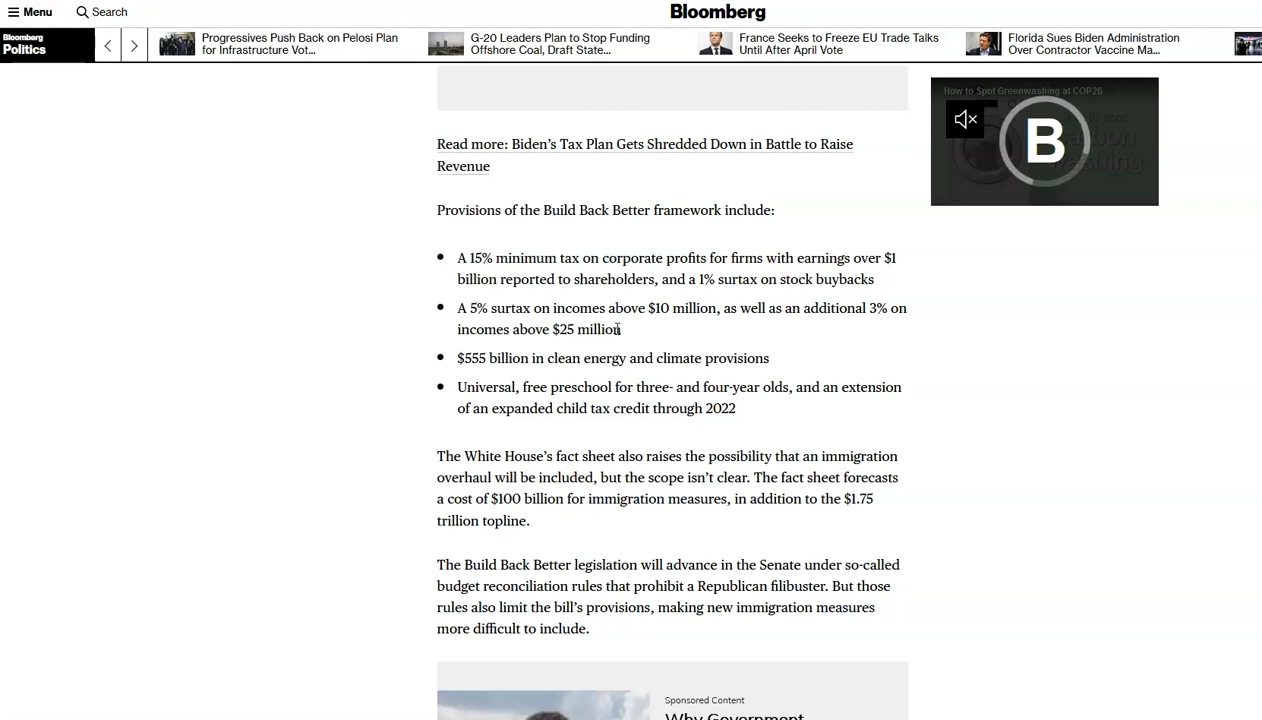 Menu
Search
Bloomberg
Bloomberg
Politics
Progressives Push Back on Pelosi Plan
for Infrastructure Vot...
G-20 Leaders Plan to Stop Funding
Offshore Coal, Draft State...
France Seeks to Freeze EU Trade Talks
Until After April Vote
Florida Sues Biden Administration
Over Contractor Vaccine Ma...
How to Spot Greenwashing at COP26
B
carbon
washing
Read more: Biden’s Tax Plan Gets Shredded Down in Battle to Raise
Revenue
Provisions of the Build Back Better framework include:
A 15% minimum tax on corporate profits for firms with earnings over $1
billion reported to shareholders, and a 1% surtax on stock buybacks
A 5% surtax on incomes above $10 million, as well as an additional 3% on
incomes above $25 million
$555 billion in clean energy and climate provisions
Universal, free preschool for three- and four-year olds, and an extension
of an expanded child tax credit through 2022
The White House’s fact sheet also raises the possibility that an immigration
overhaul will be included, but the scope isn’t clear. The fact sheet forecasts
a cost of $100 billion for immigration measures, in addition to the $1.75
trillion topline.
The Build Back Better legislation will advance in the Senate under so-called
budget reconciliation rules that prohibit a Republican filibuster. But those
rules also limit the bill’s provisions, making new immigration measures
more difficult to include.
Sponsored Content
Why Government